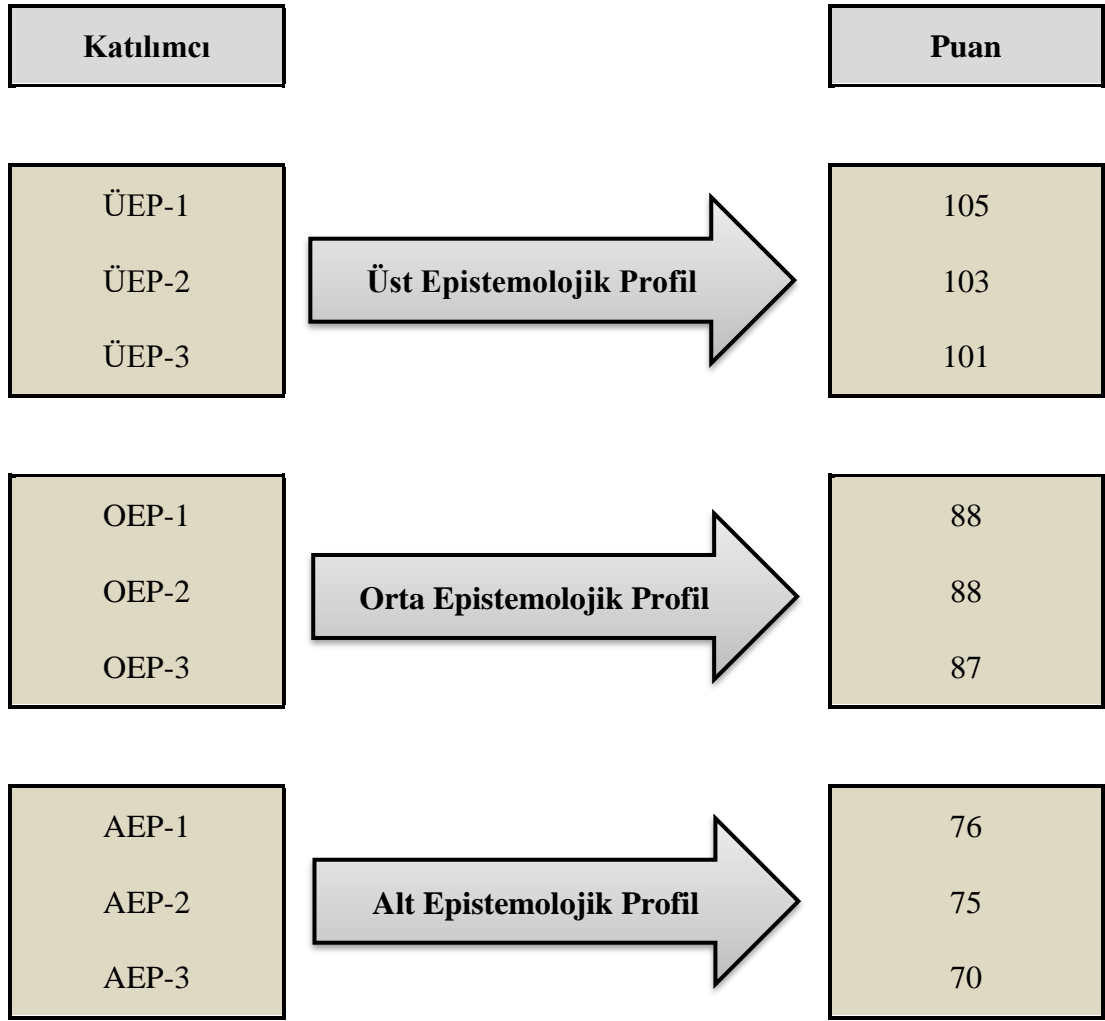 Katılımcı
Puan
ÜEP-1
ÜEP-2
ÜEP-3
Üst Epistemolojik Profil
105
103
101
OEP-1
OEP-2
OEP-3
Orta Epistemolojik Profil
88
88
87
AEP-1
AEP-2
AEP-3
Alt Epistemolojik Profil
76
75
70